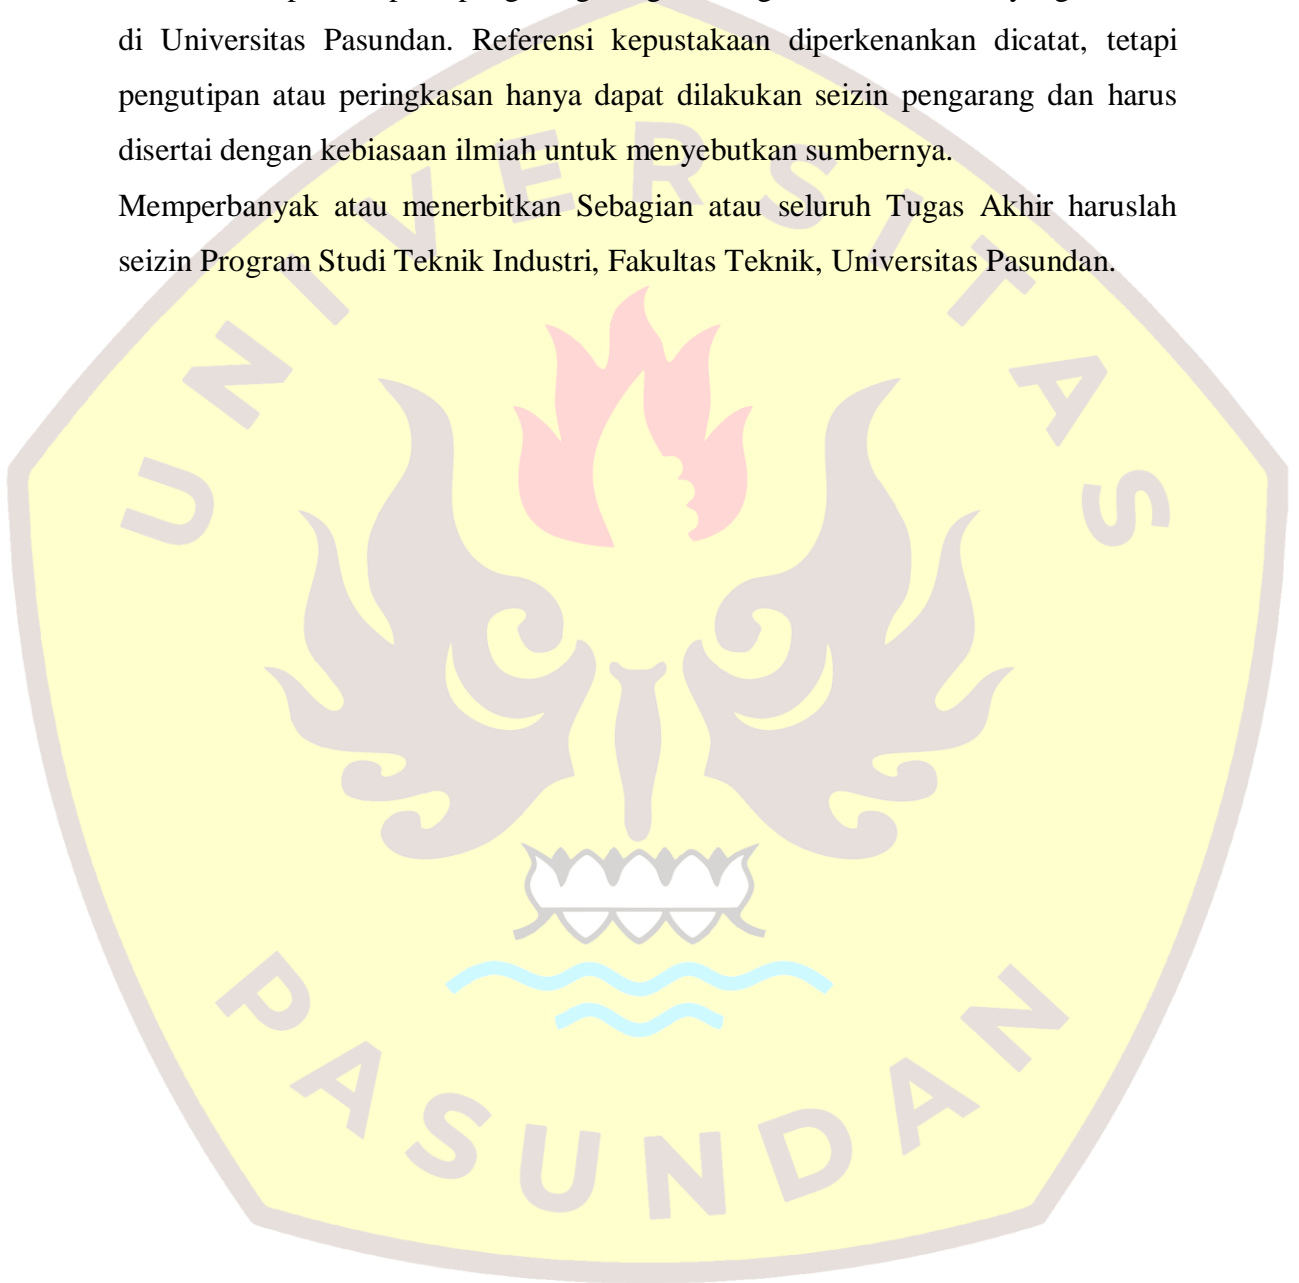 di Universitas Pasundan. Referensi kepustakaan diperkenankan dicatat, tetapi
pengutipan atau peringkasan hanya dapat dilakukan seizin pengarang dan harus
disertai dengan kebiasaan ilmiah untuk menyebutkan sumbernya.
Memperbanyak atau menerbitkan Sebagian atau seluruh Tugas Akhir haruslah
seizin Program Studi Teknik Industri, Fakultas Teknik, Universitas Pasundan.
UNIVERSITAS
PASUNDAN